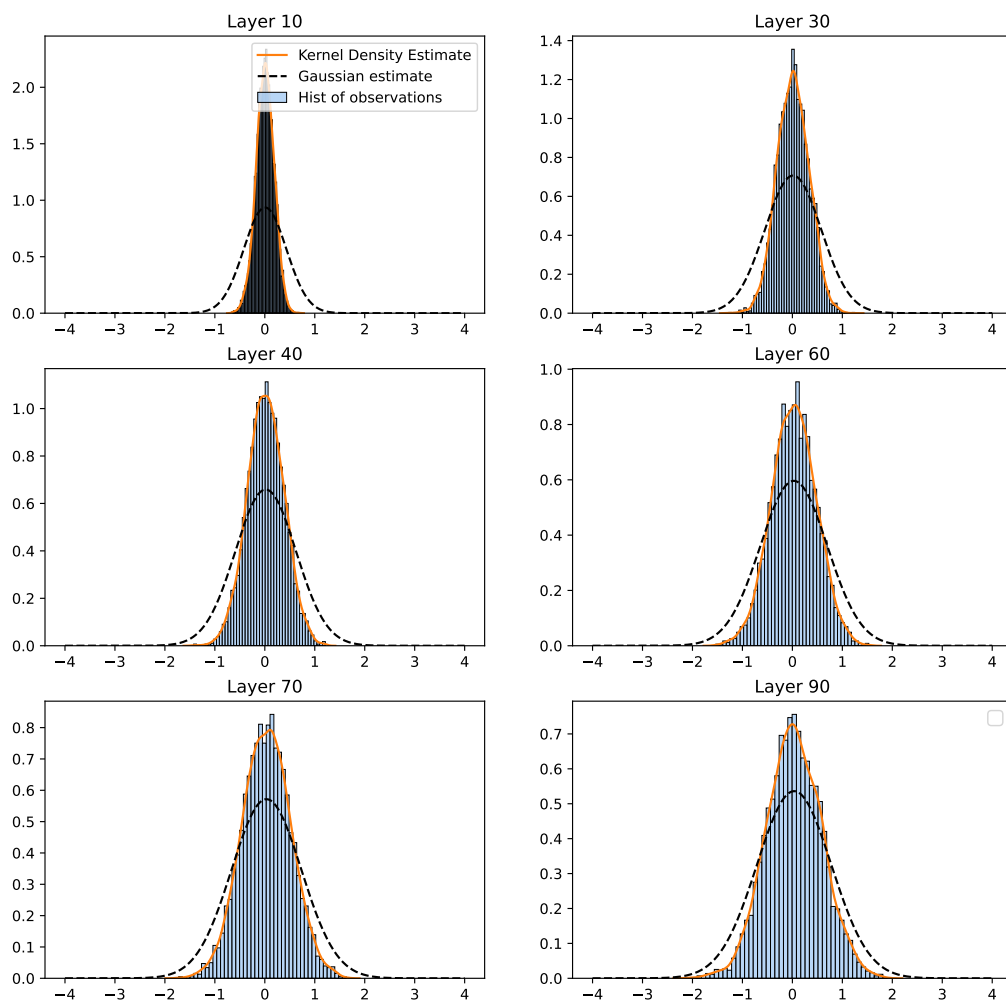 Layer 10
Kernel Density Estimate
Gaussian estimate
Hist of observations
2.0
1.5
1.0
0.5
0.0
−4 −3 −2 −1 0 1 2 3 4
Layer 30
1.4
1.2
1.0
0.8
0.6
0.4
0.2
0.0
−4 −3 −2 −1 0 1 2 3 4
Layer 40
1.0
0.8
0.6
0.4
0.2
0.0
−4 −3 −2 −1 0 1 2 3 4
Layer 60
1.0
0.8
0.6
0.4
0.2
0.0
−4 −3 −2 −1 0 1 2 3 4
Layer 70
0.8
0.7
0.6
0.5
0.4
0.3
0.2
0.1
0.0
−4 −3 −2 −1 0 1 2 3 4
Layer 90
0.7
0.6
0.5
0.4
0.3
0.2
0.1
0.0
−4 −3 −2 −1 0 1 2 3 4